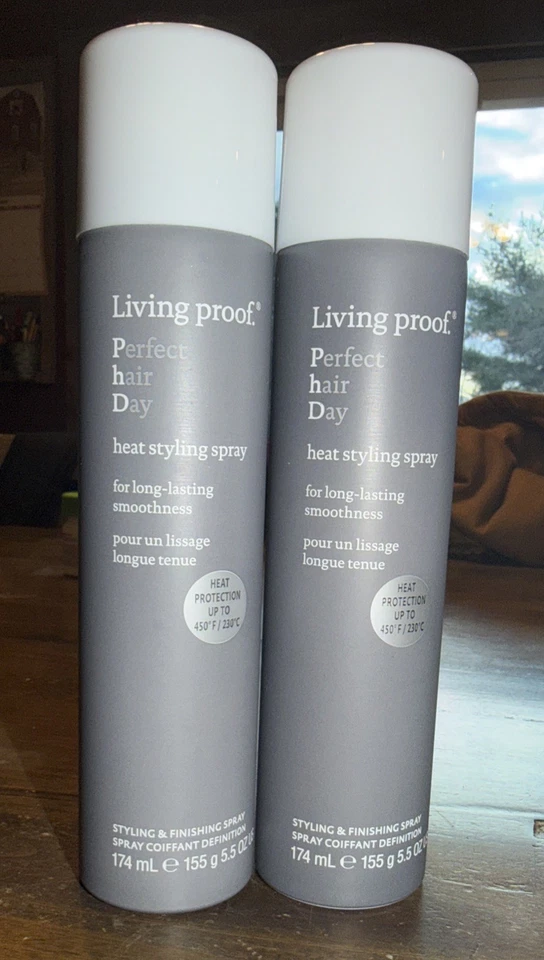 Living proof.®
Perfect
hair
Day
heat styling spray
for long-lasting
smoothness
pour un lissage
longue tenue
HEAT
PROTECTION
UP TO
450°F / 230°C
STYLING & FINISHING SPRAY
SPRAY COIFFANT DEFINITION
174 mL ℮ 155 g 5.5 OZ
Living proof.®
Perfect
hair
Day
heat styling spray
for long-lasting
smoothness
pour un lissage
longue tenue
HEAT
PROTECTION
UP TO
450°F / 230°C
STYLING & FINISHING SPRAY
SPRAY COIFFANT DEFINITION
174 mL ℮ 155 g 5.5 OZ